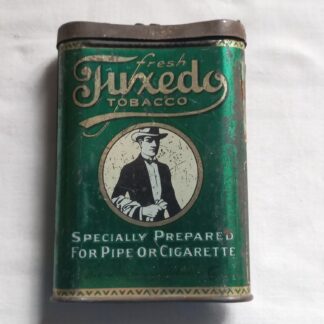 fresh
Tuxedo
TOBACCO
SPECIALLY PREPARED
FOR PIPE OR CIGARETTE